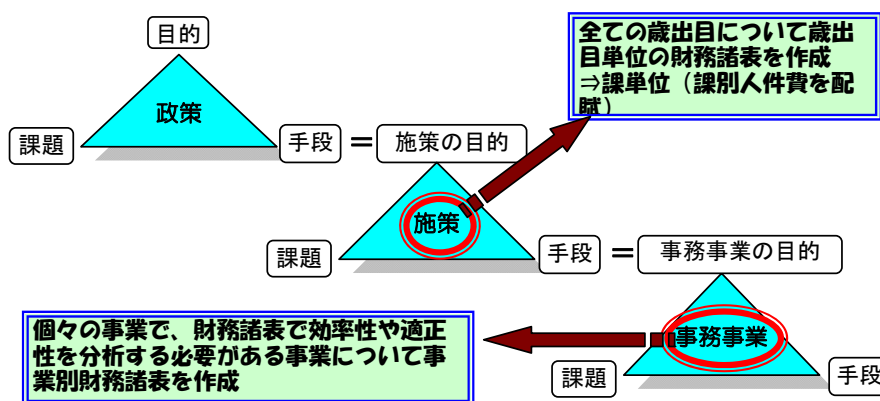 目的
政策
課題
手段
＝
施策の目的
全ての歳出目について歳出
目単位の財務諸表を作成
⇒課単位（課別人件費を配
賦）
施策
課題
手段
＝
事務事業の目的
事務事業
課題
手段
個々の事業で、財務諸表で効率性や適正
性を分析する必要がある事業について事
業別財務諸表を作成